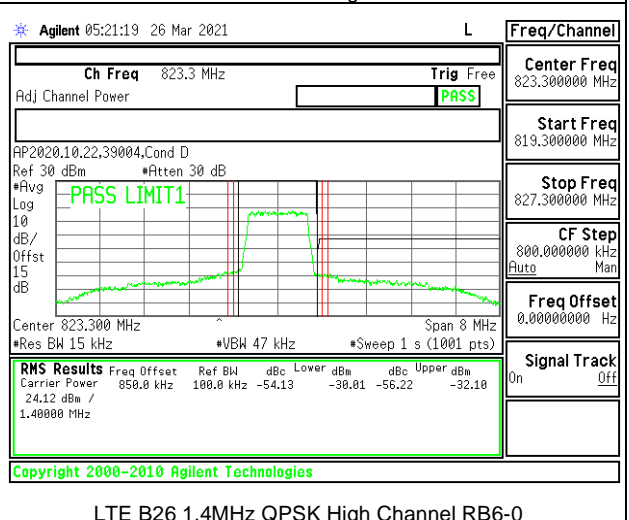 Agilent 05:21:19 26 Mar 2021 L
Freq/Channel
Ch Freq 823.3 MHz Trig Free
Adj Channel Power PASS
Center Freq
823.300000 MHz
Start Freq
819.300000 MHz
Stop Freq
827.300000 MHz
CF Step
800.000000 kHz
Auto Man
Freq Offset
0.00000000 Hz
Signal Track
On Off
AP2020.10.22,39004,Cond D
Ref 30 dBm #Atten 30 dB
#Avg
Log
10
dB/
Offst
15
dB
PASS LIMIT1
Center 823.300 MHz Span 8 MHz
#Res BW 15 kHz #VBW 47 kHz #Sweep 1 s (1001 pts)
RMS Results Freq Offset Ref BW dBc Lower dBm dBc Upper dBm
Carrier Power 850.0 kHz 100.0 kHz -54.13 -30.01 -56.22 -32.10
24.12 dBm /
1.40000 MHz
Copyright 2000-2010 Agilent Technologies
LTE B26 1.4MHz QPSK High Channel RB6-0